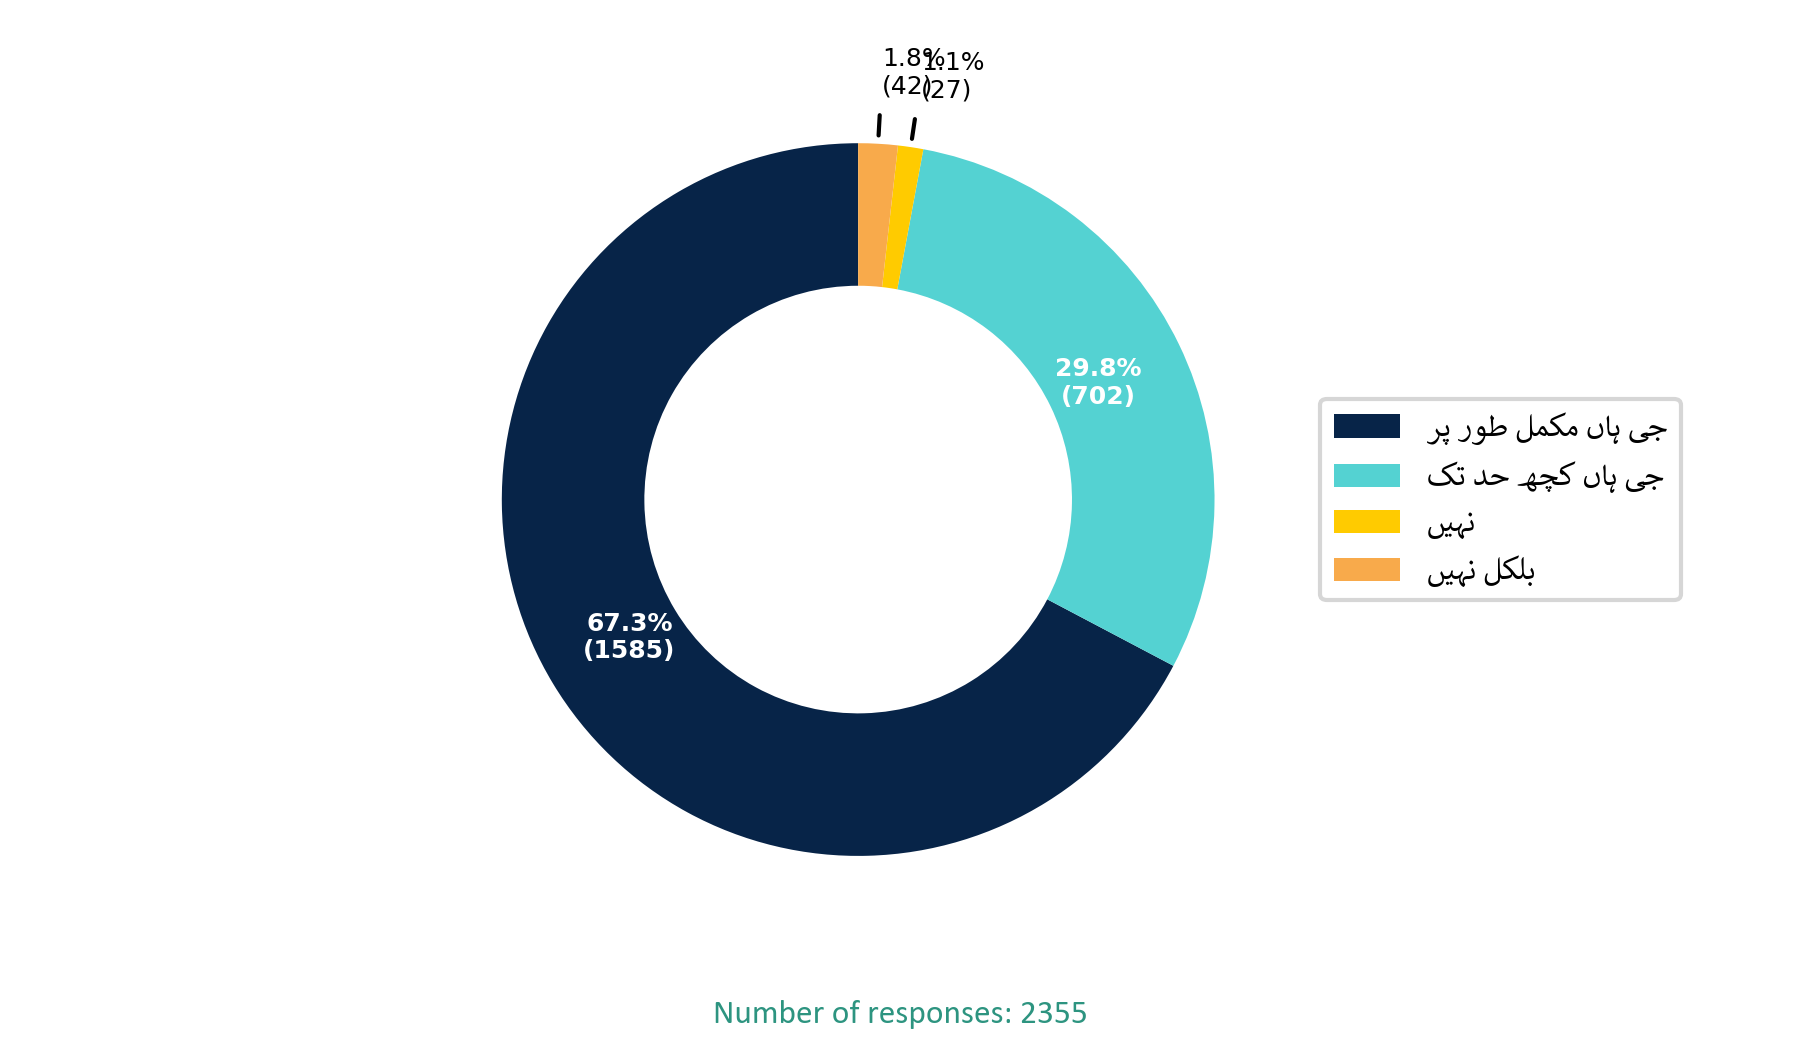 1.8%
(42)
1.1%
(27)
29.8%
(702)
67.3%
(1585)
جی ہاں مکمل طور پر
جی ہاں کچھ حد تک
نہیں
بلکل نہیں
Number of responses: 2355